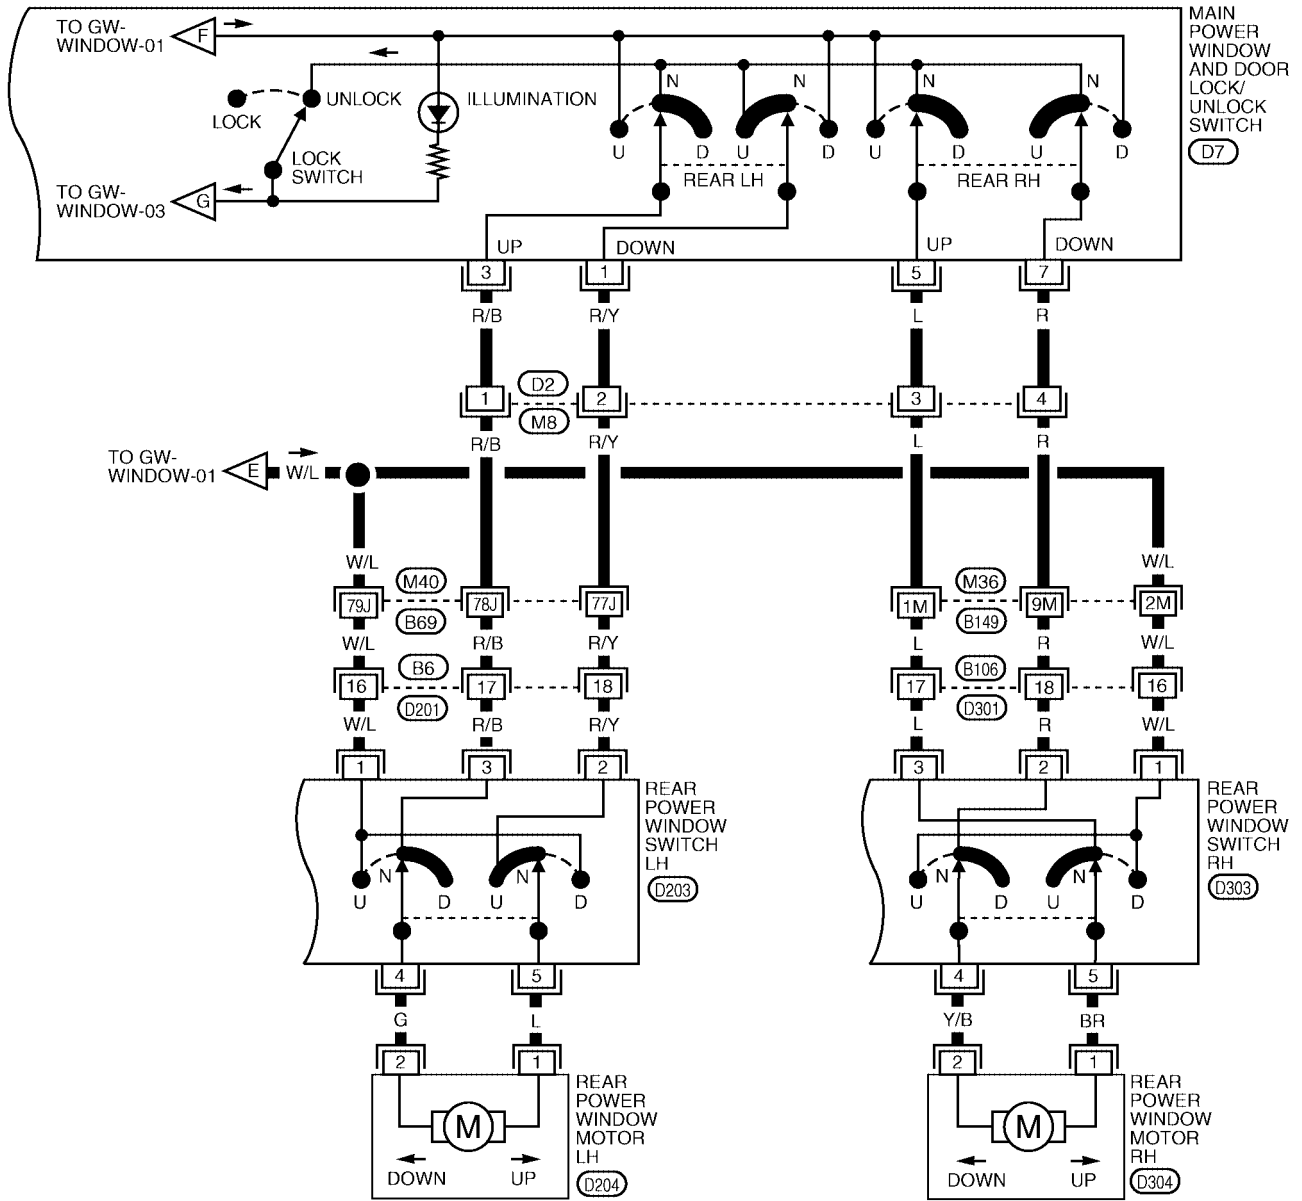 TO GW-
WINDOW-01
F
MAIN
POWER
WINDOW
AND DOOR
LOCK/
UNLOCK
SWITCH
D7
LOCK
UNLOCK
ILLUMINATION
LOCK
SWITCH
TO GW-
WINDOW-03
G
N N N N
U D U D U D U D
REAR LH REAR RH
UP DOWN UP DOWN
3 1 5 7
R/B R/Y L R
D2
1 2 3 4
M8
R/B R/Y L R
TO GW-
WINDOW-01
E W/L
W/L W/L
M40 M36
79J 78J 77J 1M 9M 2M
B69 B149
W/L R/B R/Y L R W/L
B6 B106
16 17 18 17 18 16
D201 D301
W/L R/B R/Y L R W/L
1 3 2 3 2 1
REAR
POWER
WINDOW
SWITCH
LH
D203
REAR
POWER
WINDOW
SWITCH
RH
D303
N N N N
U D U D U D U D
4 5 4 5
G L Y/B BR
2 1 2 1
REAR
POWER
WINDOW
MOTOR
LH
D204
REAR
POWER
WINDOW
MOTOR
RH
D304
M M
DOWN UP DOWN UP